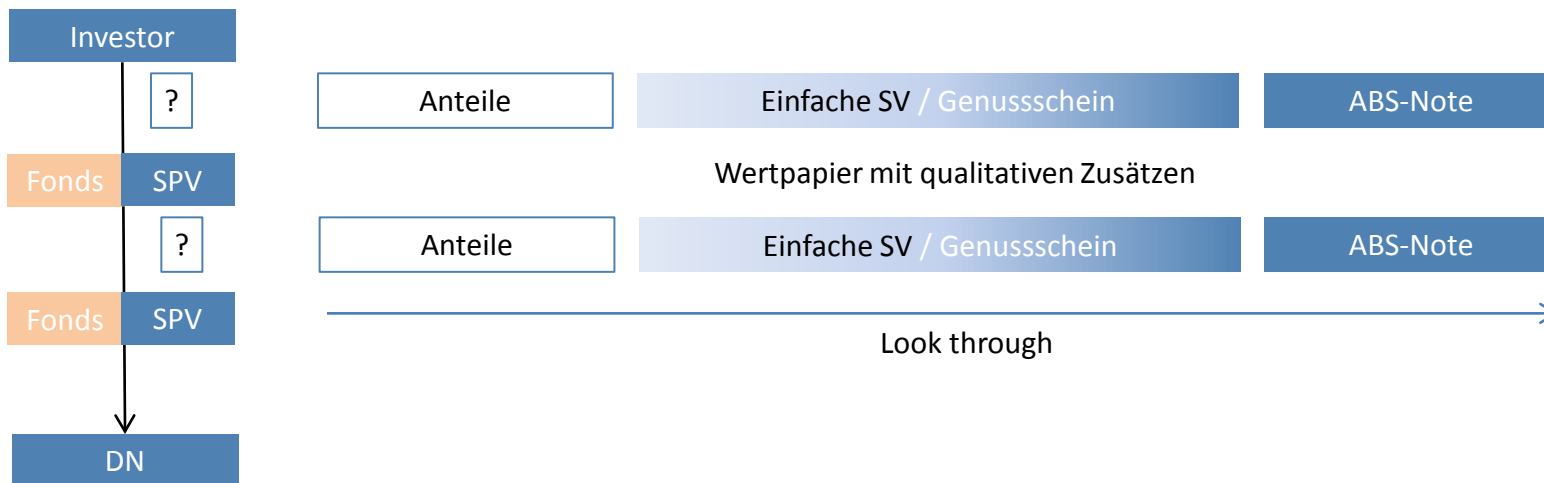 Investor
?
Anteile
Einfache SV / Genussschein
ABS-Note
Fonds SPV
Wertpapier mit qualitativen Zusätzen
?
Anteile
Einfache SV / Genussschein
ABS-Note
Fonds SPV
Look through
DN